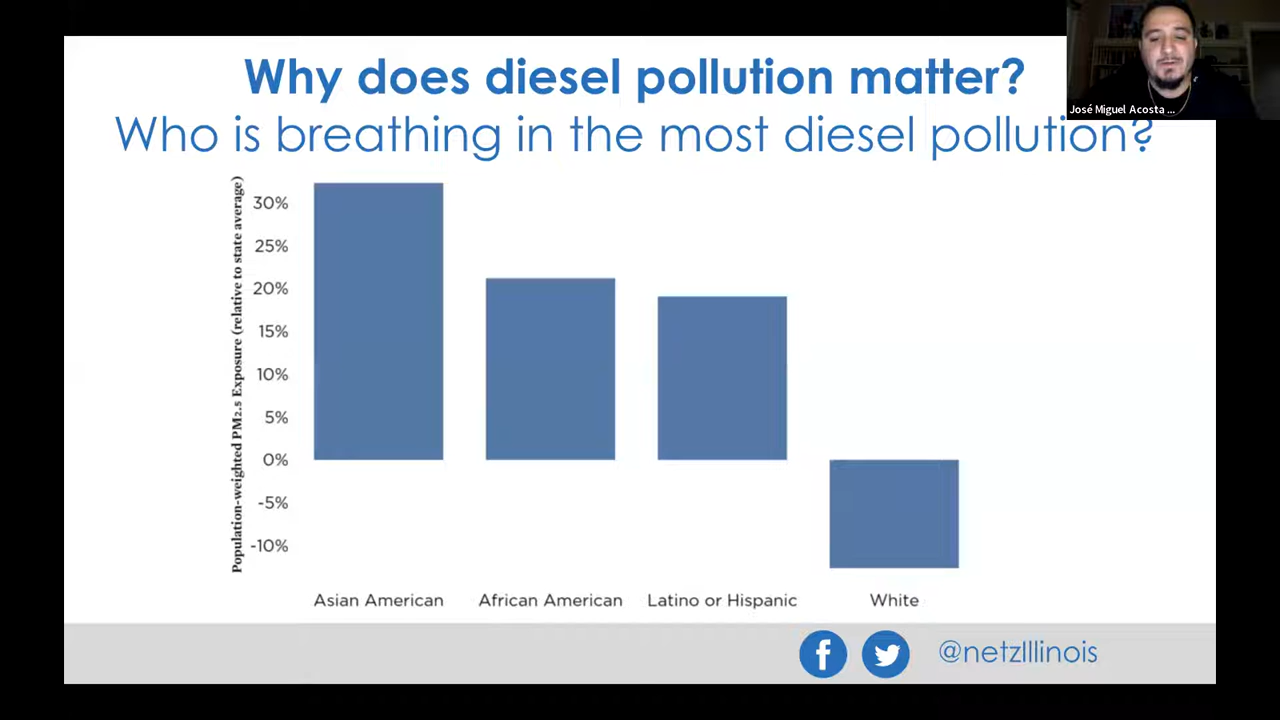 Why does diesel pollution matter?
Who is breathing in the most diesel pollution?
José Miguel Acosta ...
Population-weighted PM2.5 Exposure (relative to state average)
30%
25%
20%
15%
10%
5%
0%
-5%
-10%
Asian American African American Latino or Hispanic White
@netzIllinois